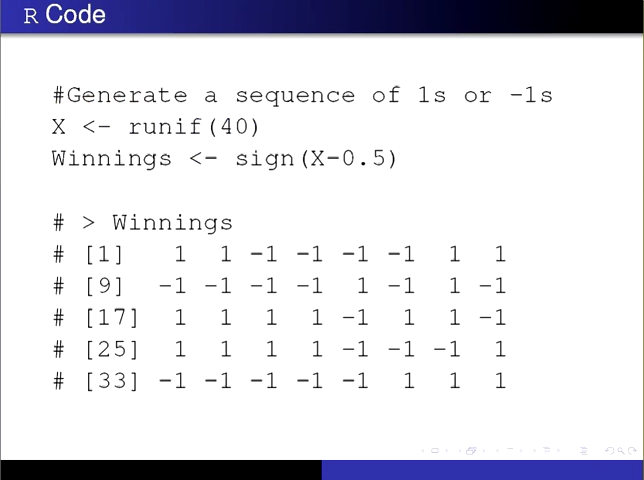 R Code
#Generate a sequence of 1s or -1s
X <- runif(40)
Winnings <- sign(X-0.5)
# > Winnings
# [1] 1 1 -1 -1 -1 -1 1 1
# [9] -1 -1 -1 -1 1 -1 1 -1
# [17] 1 1 1 1 -1 1 1 -1
# [25] 1 1 1 1 -1 -1 -1 1
# [33] -1 -1 -1 -1 -1 1 1 1